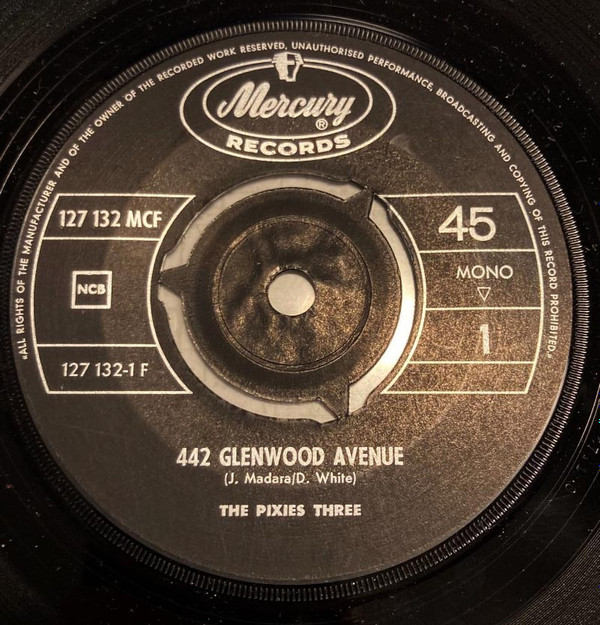 "ALL RIGHTS OF THE MANUFACTURER AND OF THE OWNER OF THE RECORDED WORK RESERVED, UNAUTHORISED PERFORMANCE, BROADCASTING AND COPYING OF THIS RECORD PROHIBITED"
Mercury
®
RECORDS
127 132 MCF
45
NCB
MONO
▽
1
127 132-1 F
442 GLENWOOD AVENUE
(J. Madara/D. White)
THE PIXIES THREE